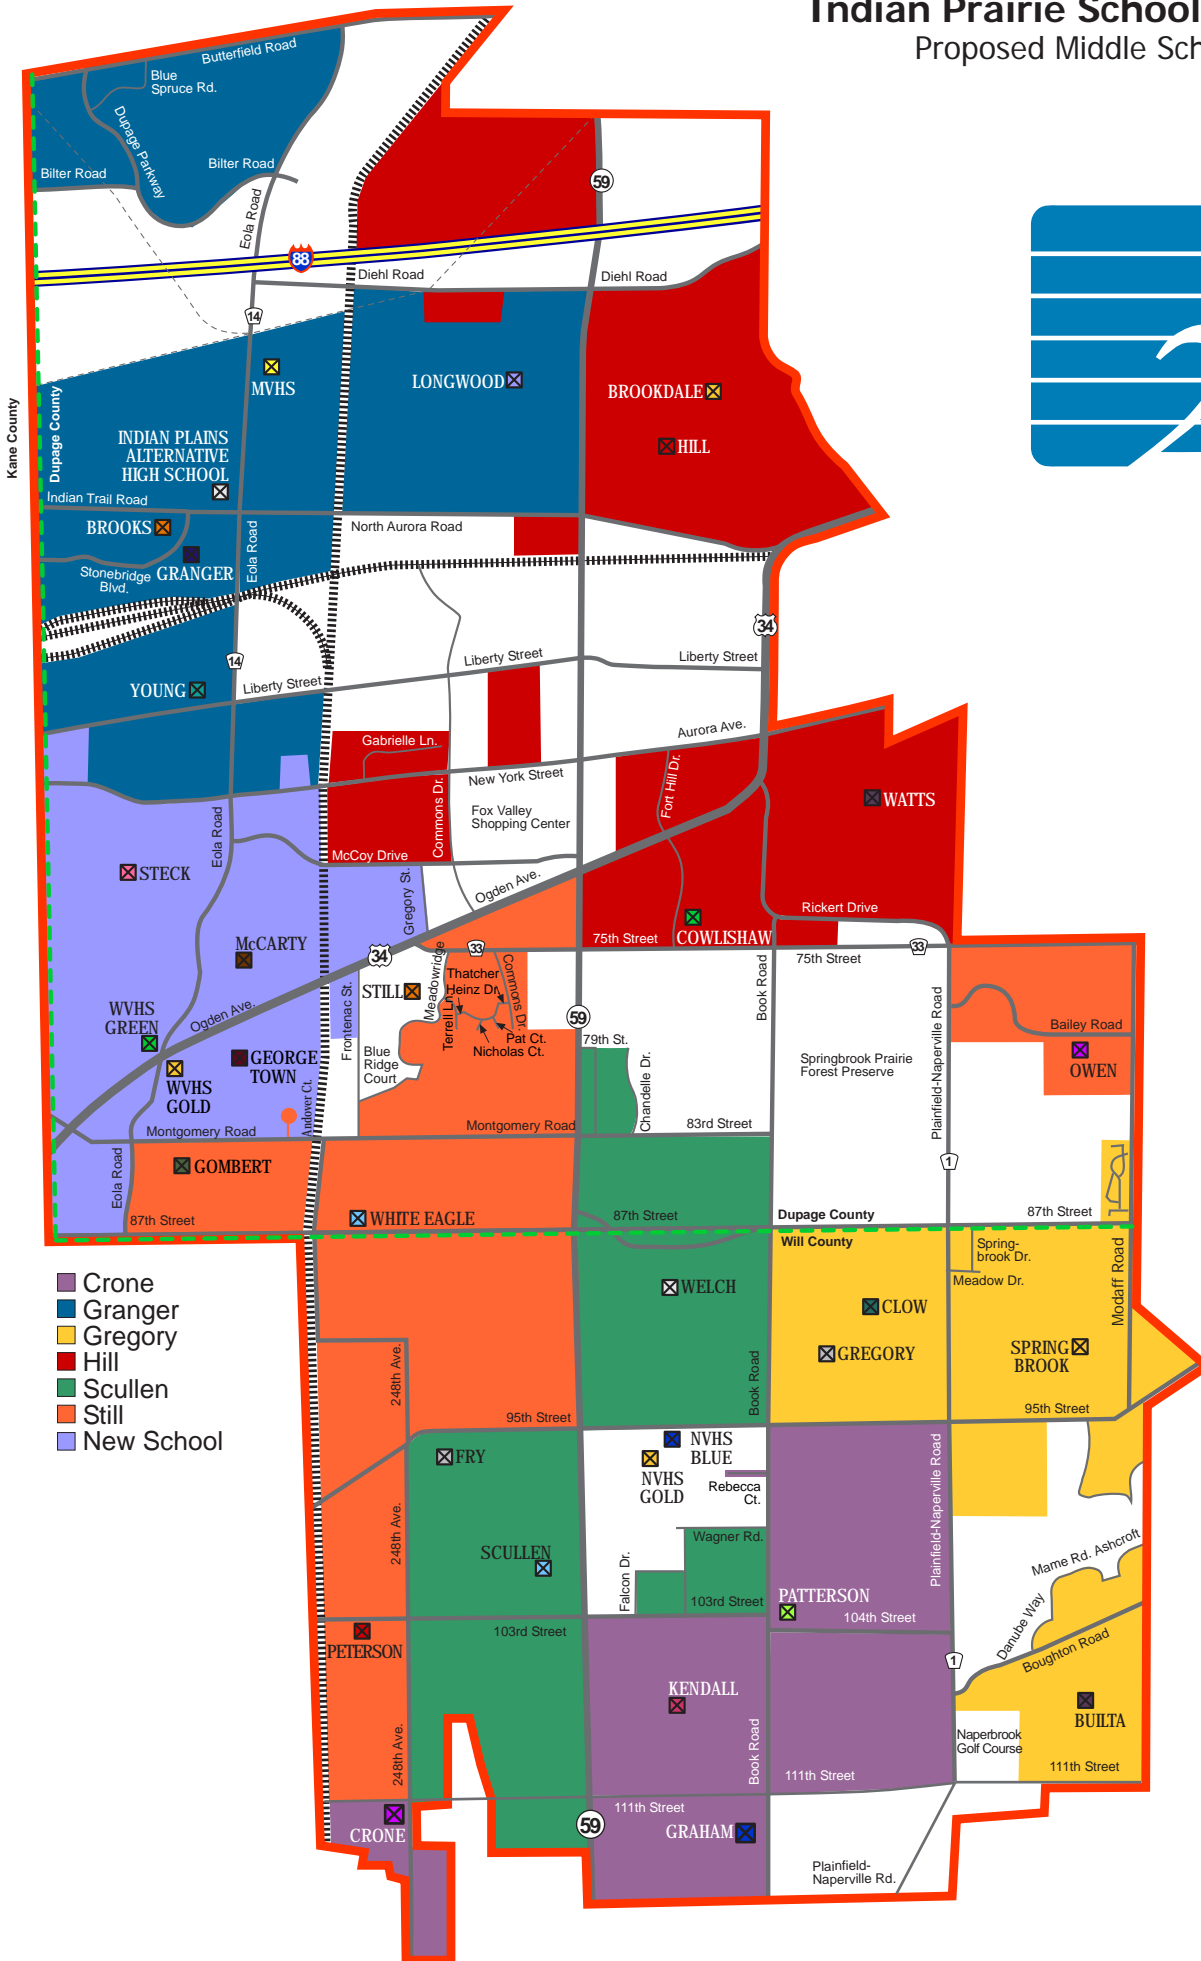 Indian Prairie School
Proposed Middle Sch
Butterfield Road
Blue
Spruce Rd.
Dupage Parkway
Bilter Road
Bilter Road
Eola Road
59
88
Diehl Road
Diehl Road
14
MVHS
LONGWOOD
BROOKDALE
HILL
Kane County
Dupage County
INDIAN PLAINS
ALTERNATIVE
HIGH SCHOOL
Indian Trail Road
North Aurora Road
BROOKS
Eola Road
Stonebridge
Blvd.
GRANGER
34
14
Liberty Street
Liberty Street
Liberty Street
YOUNG
Gabrielle Ln.
Aurora Ave.
New York Street
Fort Hill Dr.
WATTS
Commons Dr.
Fox Valley
Shopping Center
Eola Road
McCoy Drive
STECK
Ogden Ave.
Gregory St.
Rickert Drive
75th Street
COWLISHAW
McCARTY
34
33
33
75th Street
Meadowridge
Thatcher
Heinz Dr.
Commons Dr.
Book Road
STILL
Terrell Ln.
Frontenac St.
WVHS
GREEN
Ogden Ave.
59
Plainfield-Naperville Road
Bailey Road
Pat Ct.
Nicholas Ct.
79th St.
Blue
Ridge
Court
Chandelle Dr.
Springbrook Prairie
Forest Preserve
OWEN
GEORGE
TOWN
WVHS
GOLD
Andover Ct.
Montgomery Road
Montgomery Road
83rd Street
1
GOMBERT
Eola Road
87th Street
WHITE EAGLE
87th Street
Dupage County
87th Street
Will County
Spring-
brook Dr.
Meadow Dr.
Modaff Road
WELCH
CLOW
GREGORY
SPRING
BROOK
Crone
Granger
Gregory
Hill
Scullen
Still
New School
248th Ave.
Book Road
95th Street
95th Street
FRY
NVHS
BLUE
NVHS
GOLD
Rebecca
Ct.
Plainfield-Naperville Road
248th Ave.
Wagner Rd.
SCULLEN
Mame Rd. Ashcroft
Falcon Dr.
103rd Street
PATTERSON
104th Street
Danube Way
103rd Street
PETERSON
Boughton Road
1
KENDALL
BUILTA
248th Ave.
Book Road
Naperbrook
Golf Course
111th Street
111th Street
111th Street
59
CRONE
GRAHAM
Plainfield-
Naperville Rd.